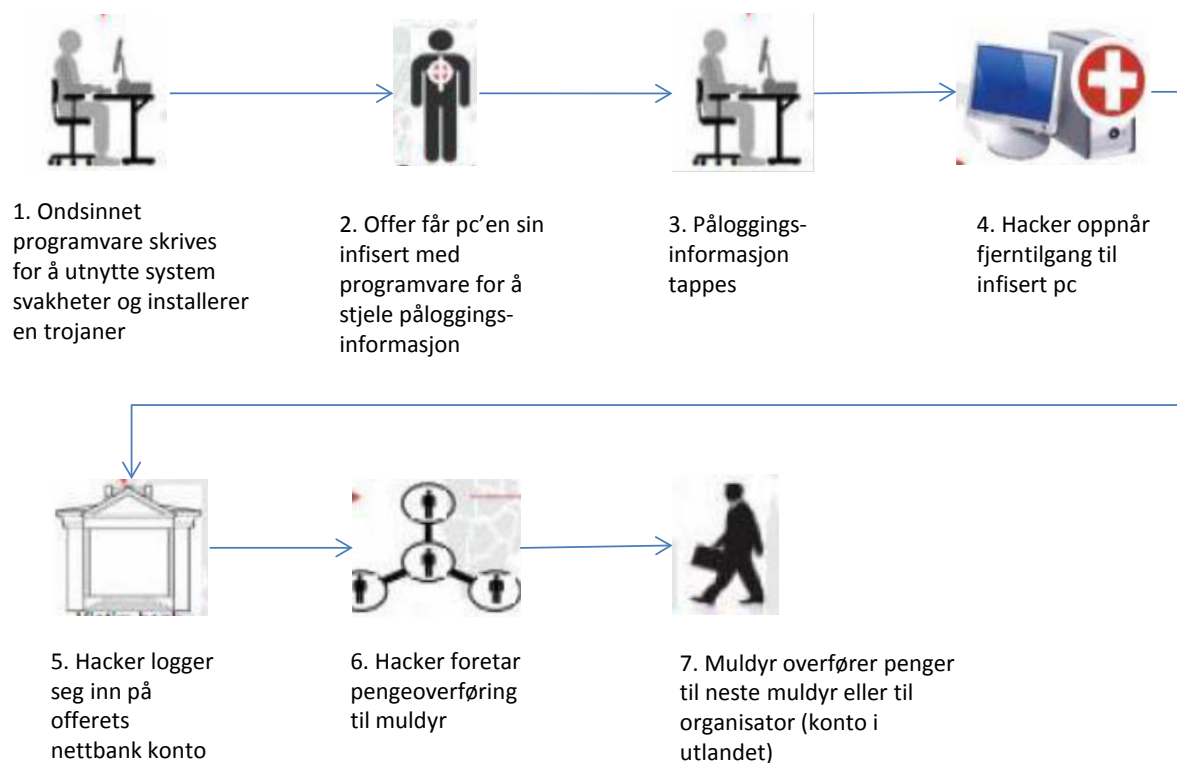 1. Ondsinnet
programvare skrives
for å utnytte system
svakheter og installerer
en trojaner
2. Offer får pc’en sin
infisert med
programvare for å
stjele påloggings-
informasjon
3. Påloggings-
informasjon
tappes
4. Hacker oppnår
fjerntilgang til
infisert pc
5. Hacker logger
seg inn på
offerets
nettbank konto
6. Hacker foretar
pengeoverføring
til muldyr
7. Muldyr overfører penger
til neste muldyr eller til
organisator (konto i
utlandet)